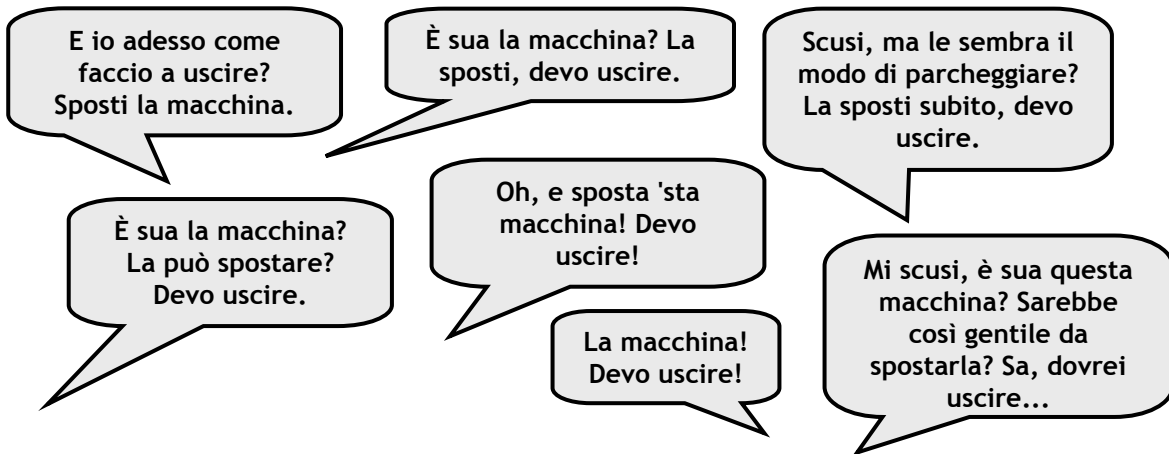 E io adesso come
faccio a uscire?
Sposti la macchina.
È sua la macchina? La
sposti, devo uscire.
Scusi, ma le sembra il
modo di parcheggiare?
La sposti subito, devo
uscire.
È sua la macchina?
La può spostare?
Devo uscire.
Oh, e sposta 'sta
macchina! Devo
uscire!
La macchina!
Devo uscire!
Mi scusi, è sua questa
macchina? Sarebbe
così gentile da
spostarla? Sa, dovrei
uscire...